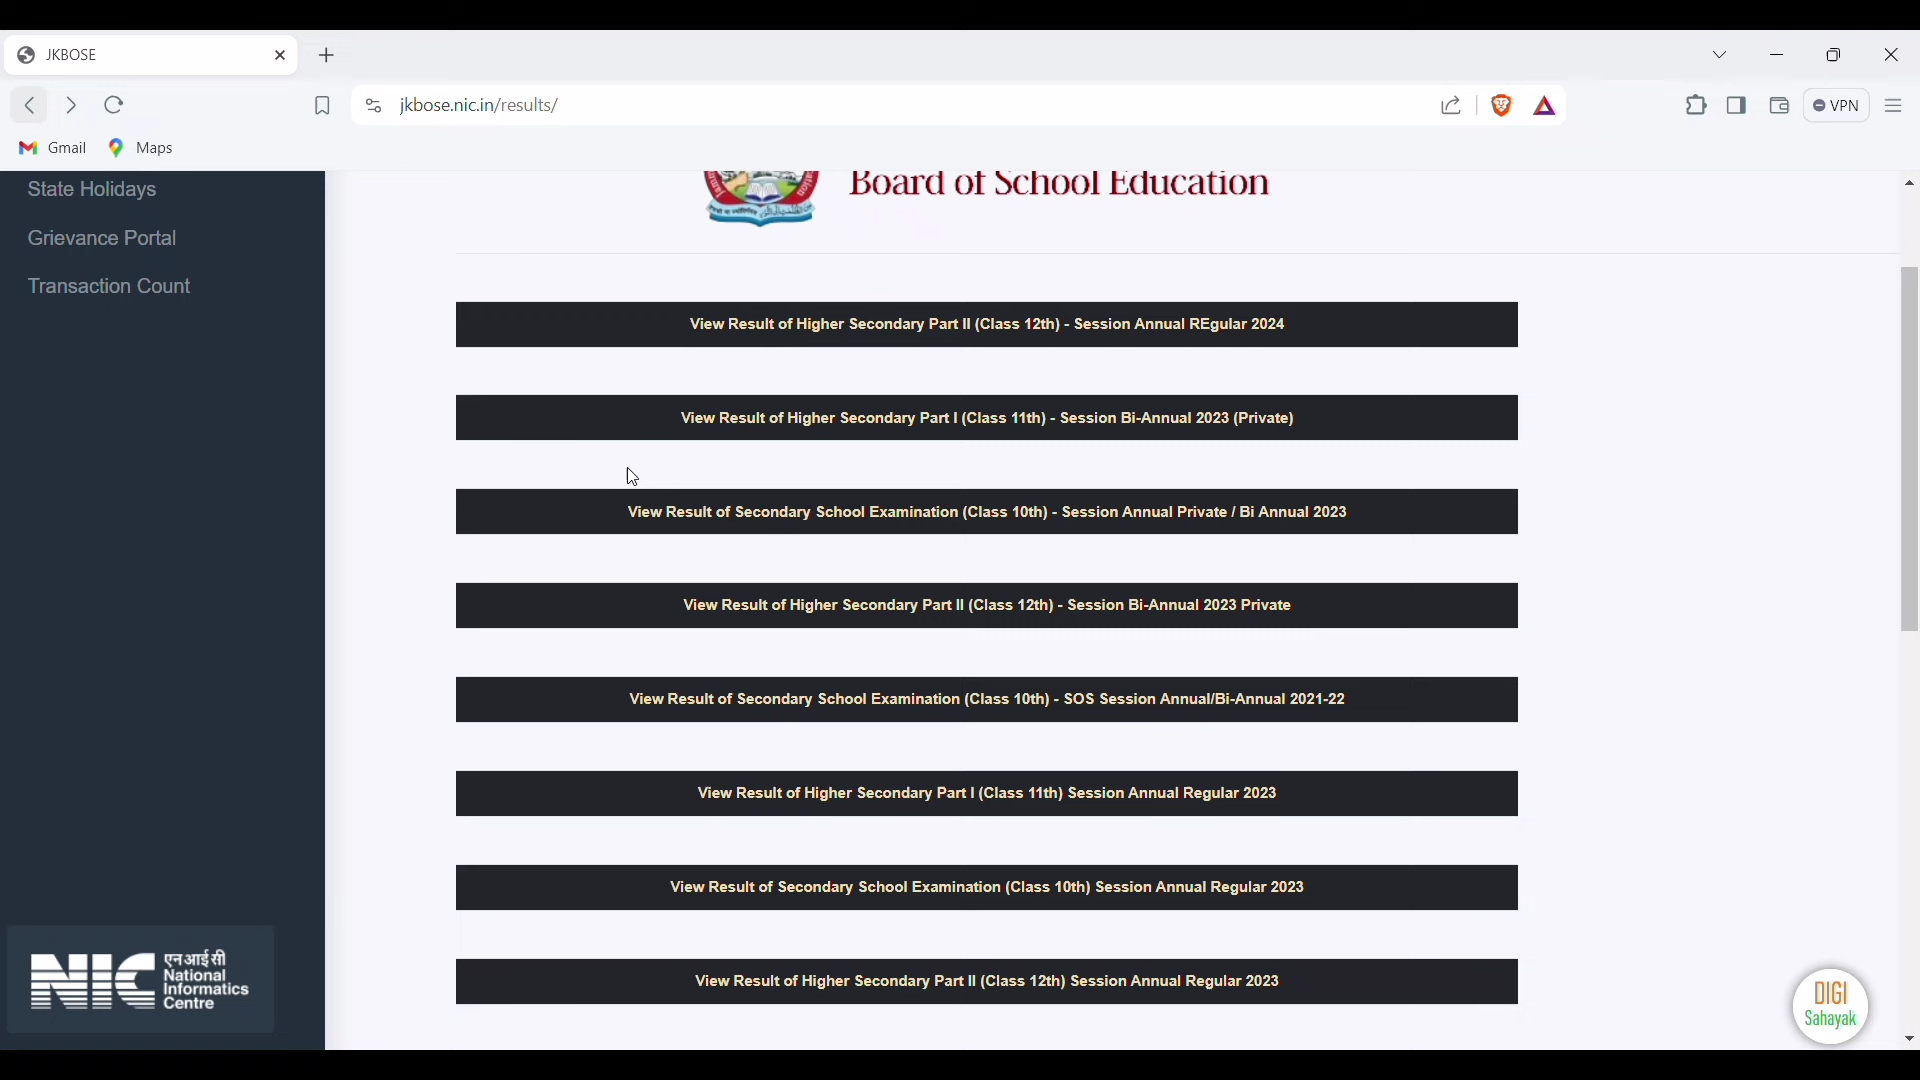 JKBOSE
jkbose.nic.in/results/
VPN
Gmail
Maps
State Holidays
Grievance Portal
Transaction Count
Board of School Education
View Result of Higher Secondary Part II (Class 12th) - Session Annual REgular 2024
View Result of Higher Secondary Part I (Class 11th) - Session Bi-Annual 2023 (Private)
View Result of Secondary School Examination (Class 10th) - Session Annual Private / Bi Annual 2023
View Result of Higher Secondary Part II (Class 12th) - Session Bi-Annual 2023 Private
View Result of Secondary School Examination (Class 10th) - SOS Session Annual/Bi-Annual 2021-22
View Result of Higher Secondary Part I (Class 11th) Session Annual Regular 2023
View Result of Secondary School Examination (Class 10th) Session Annual Regular 2023
View Result of Higher Secondary Part II (Class 12th) Session Annual Regular 2023
NIC
एनआईसी
National
Informatics
Centre
DIGI
Sahayak